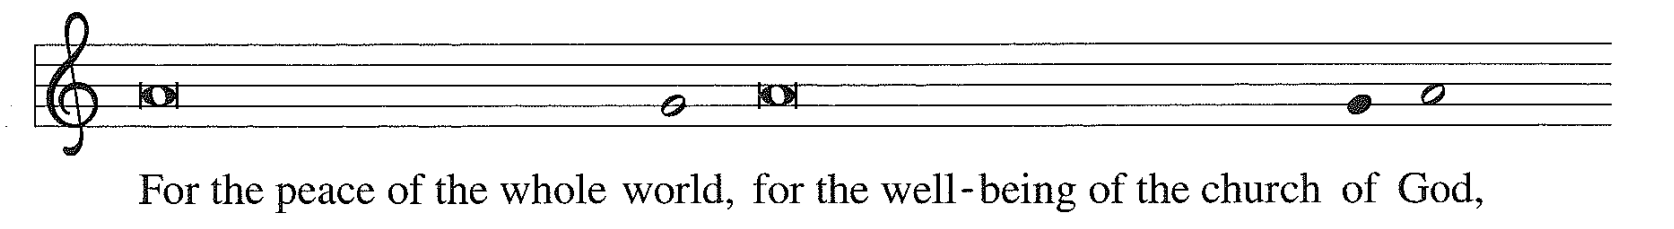 For the peace of the whole world, for the well-being of the church of God,